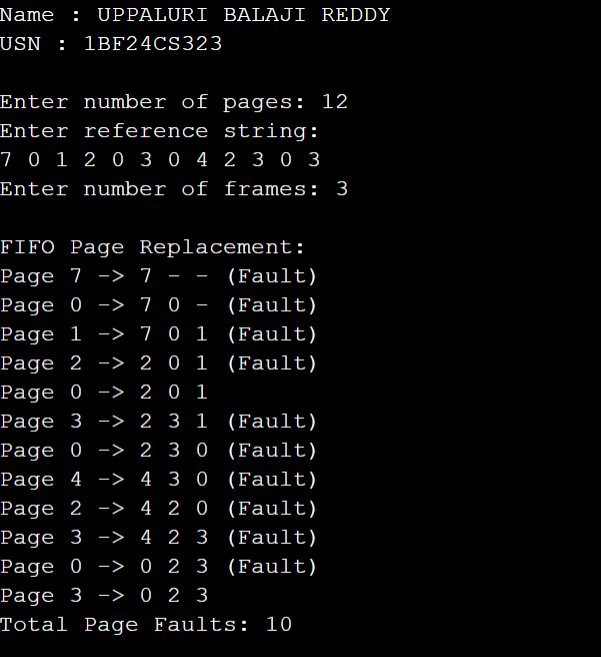 Name : UPPALURI BALAJI REDDY
USN : 1BF24CS323
Enter number of pages: 12
Enter reference string:
7 0 1 2 0 3 0 4 2 3 0 3
Enter number of frames: 3
FIFO Page Replacement:
Page 7 -> 7 - - (Fault)
Page 0 -> 7 0 - (Fault)
Page 1 -> 7 0 1 (Fault)
Page 2 -> 2 0 1 (Fault)
Page 0 -> 2 0 1
Page 3 -> 2 3 1 (Fault)
Page 0 -> 2 3 0 (Fault)
Page 4 -> 4 3 0 (Fault)
Page 2 -> 4 2 0 (Fault)
Page 3 -> 4 2 3 (Fault)
Page 0 -> 0 2 3 (Fault)
Page 3 -> 0 2 3
Total Page Faults: 10